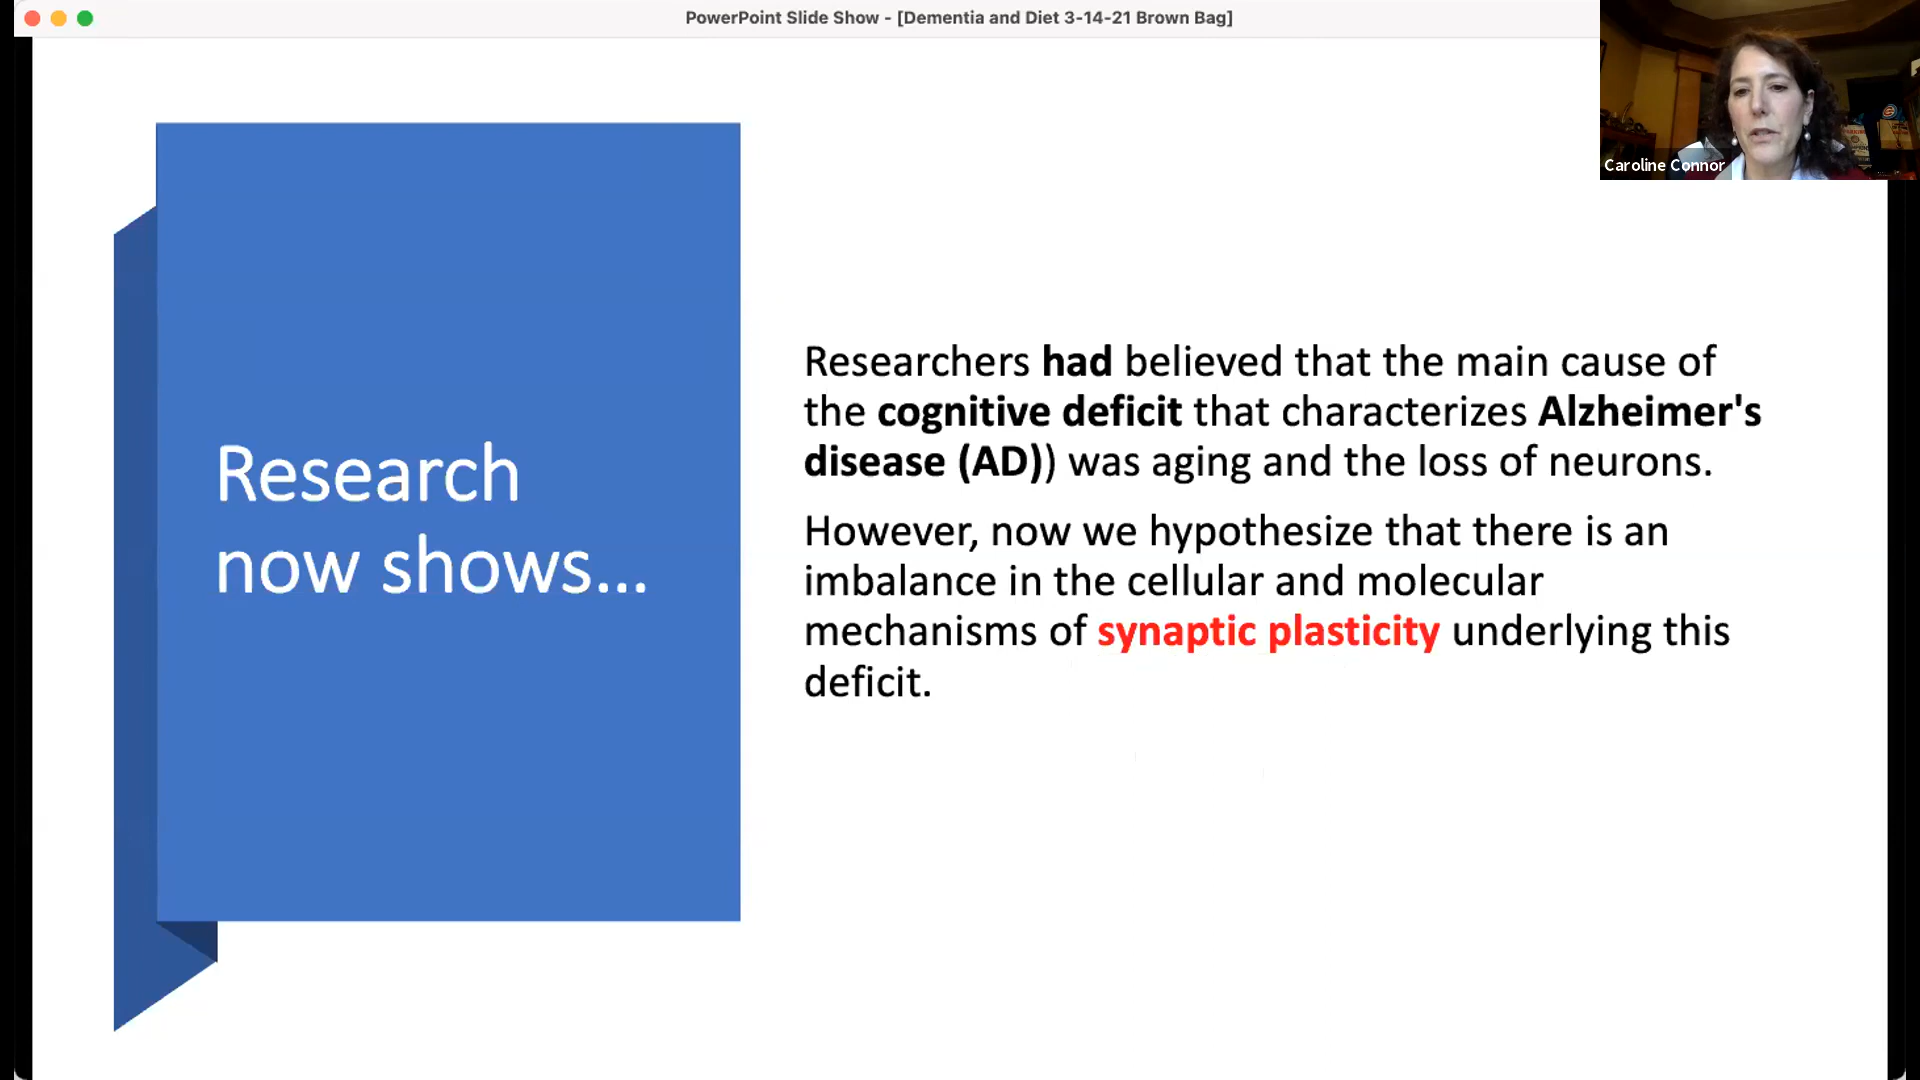 PowerPoint Slide Show - [Dementia and Diet 3-14-21 Brown Bag]
Caroline Connor
Research
now shows...
Researchers had believed that the main cause of
the cognitive deficit that characterizes Alzheimer's
disease (AD)) was aging and the loss of neurons.
However, now we hypothesize that there is an
imbalance in the cellular and molecular
mechanisms of synaptic plasticity underlying this
deficit.